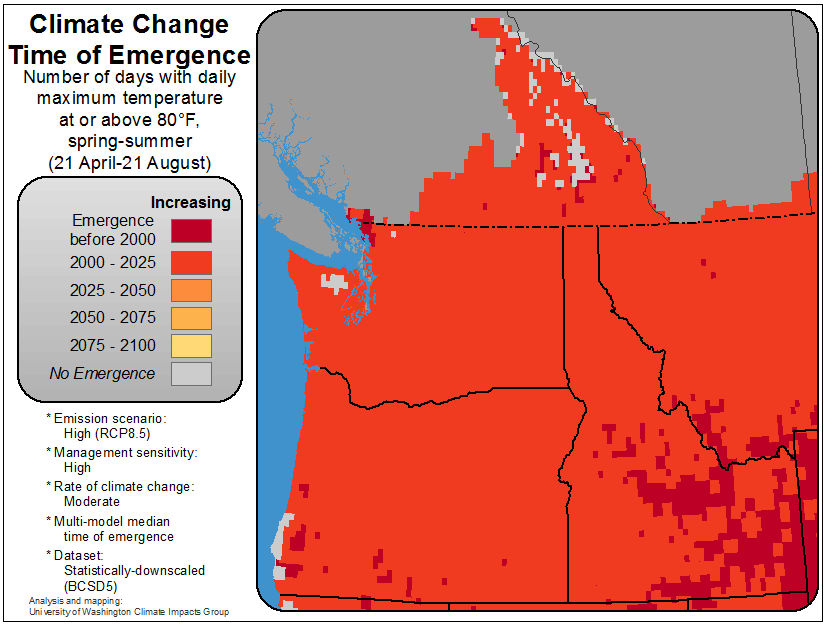 Climate Change
Time of Emergence
Number of days with daily
maximum temperature
at or above 80°F,
spring-summer
(21 April-21 August)
Increasing
Emergence
before 2000
2000 - 2025
2025 - 2050
2050 - 2075
2075 - 2100
No Emergence
* Emission scenario:
High (RCP8.5)
* Management sensitivity:
High
* Rate of climate change:
Moderate
* Multi-model median
time of emergence
* Dataset:
Statistically-downscaled
(BCSD5)
Analysis and mapping:
University of Washington Climate Impacts Group